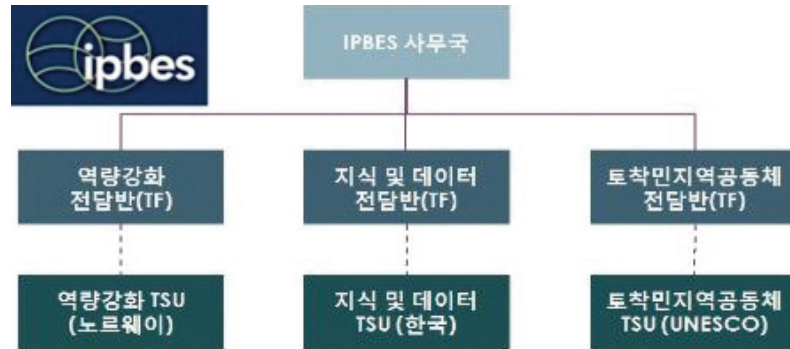 ipbes
IPBES 사무국
역량강화
전담반(TF)
지식 및 데이터
전담반(TF)
토착민지역공동체
전담반(TF)
역량강화 TSU
(노르웨이)
지식 및 데이터
TSU (한국)
토착민지역공동체
TSU (UNESCO)